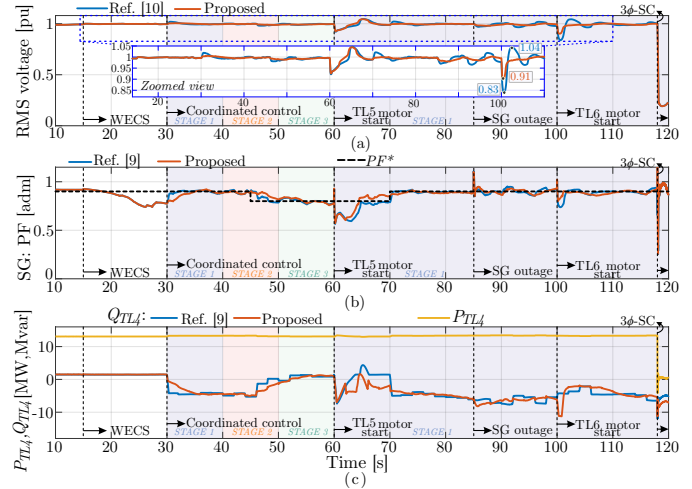 Ref. [10] Proposed 3ϕ-SC
RMS voltage [pu]
1
0.5
0
1.05
1.00
0.95
0.90
0.85
1.04
0.91
0.83
Zoomed view
20 30 40 50 60 70 80 90 100
WECS
Coordinated control
STAGE 1 STAGE 2 STAGE 3
TL5 motor
start
STAGE 1
SG outage
TL6 motor
start
10 20 30 40 50 60 70 80 90 100 110 120
(a)
Ref. [9] Proposed PF* 3ϕ-SC
SG: PF [adm]
1
0.5
0
WECS
Coordinated control
STAGE 1 STAGE 2 STAGE 3
TL5 motor
start
STAGE 1
SG outage
TL6 motor
start
10 20 30 40 50 60 70 80 90 100 110 120
(b)
Q_TL4: Ref. [9] Proposed P_TL4 3ϕ-SC
P_TL4,Q_TL4[MW,Mvar]
10
0
-10
WECS
Coordinated control
STAGE 1 STAGE 2 STAGE 3
TL5 motor
start
STAGE 1
SG outage
TL6 motor
start
10 20 30 40 50 60 70 80 90 100 110 120
Time [s]
(c)